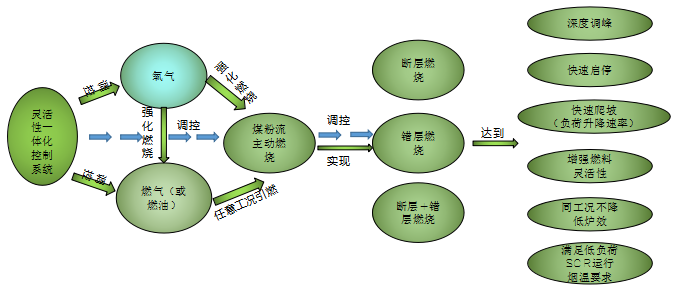 灵活
性一
体化
控制
系统
氧气
强化燃烧
强化燃烧
燃气（或
燃油）
调控
任意工况引燃
煤粉流
主动燃
烧
调控
实现
断层燃
烧
错层燃
烧
断层＋错
层燃烧
达到
深度调峰
快速启停
快速爬坡
（负荷升降速率）
增强燃料
灵活性
同工况不降
低炉效
满足低负荷
SCR运行
烟温要求